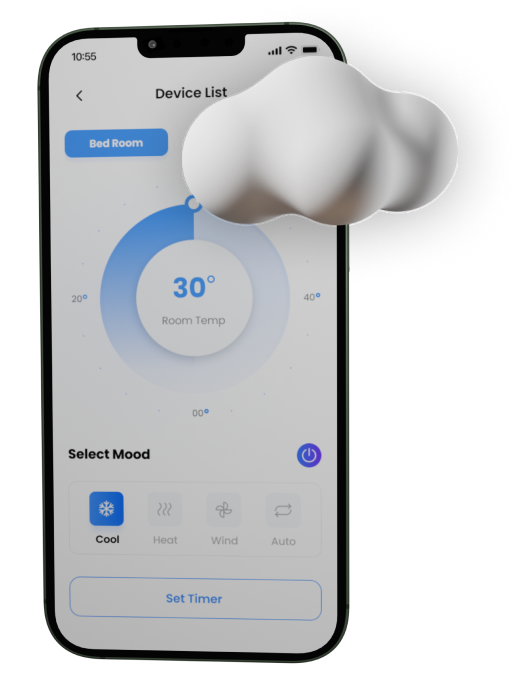 10:55
Device List
Bed Room
30°
Room Temp
20°
40°
00°
Select Mood
Cool
Heat
Wind
Auto
Set Timer